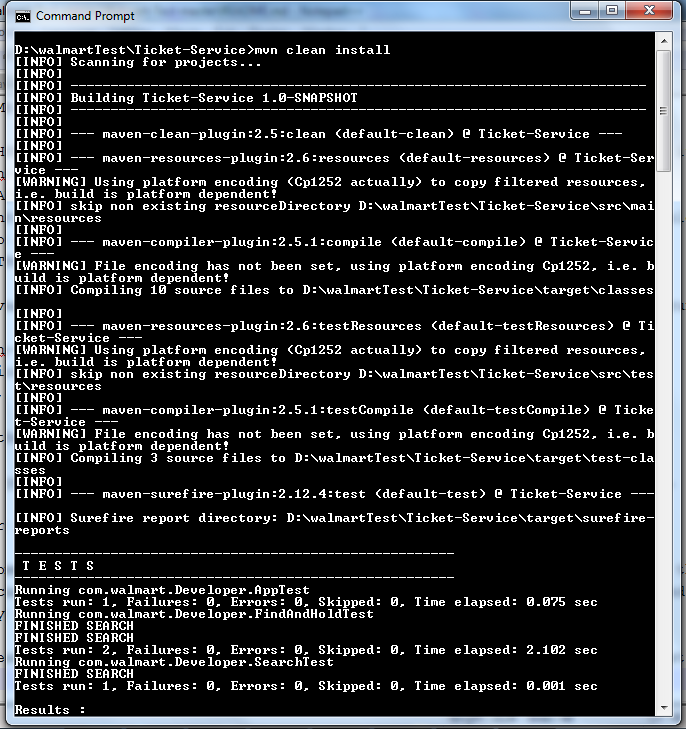 Command Prompt
D:\walmartTest\Ticket-Service>mvn clean install
[INFO] Scanning for projects...
[INFO]
[INFO] ------------------------------------------------------------------------
[INFO] Building Ticket-Service 1.0-SNAPSHOT
[INFO] ------------------------------------------------------------------------
[INFO]
[INFO] --- maven-clean-plugin:2.5:clean (default-clean) @ Ticket-Service ---
[INFO]
[INFO] --- maven-resources-plugin:2.6:resources (default-resources) @ Ticket-Ser
vice ---
[WARNING] Using platform encoding (Cp1252 actually) to copy filtered resources,
i.e. build is platform dependent!
[INFO] skip non existing resourceDirectory D:\walmartTest\Ticket-Service\src\mai
n\resources
[INFO]
[INFO] --- maven-compiler-plugin:2.5.1:compile (default-compile) @ Ticket-Servic
e ---
[WARNING] File encoding has not been set, using platform encoding Cp1252, i.e. b
uild is platform dependent!
[INFO] Compiling 10 source files to D:\walmartTest\Ticket-Service\target\classes
[INFO]
[INFO] --- maven-resources-plugin:2.6:testResources (default-testResources) @ Ti
cket-Service ---
[WARNING] Using platform encoding (Cp1252 actually) to copy filtered resources,
i.e. build is platform dependent!
[INFO] skip non existing resourceDirectory D:\walmartTest\Ticket-Service\src\tes
t\resources
[INFO]
[INFO] --- maven-compiler-plugin:2.5.1:testCompile (default-testCompile) @ Ticke
t-Service ---
[WARNING] File encoding has not been set, using platform encoding Cp1252, i.e. b
uild is platform dependent!
[INFO] Compiling 3 source files to D:\walmartTest\Ticket-Service\target\test-cla
sses
[INFO]
[INFO] --- maven-surefire-plugin:2.12.4:test (default-test) @ Ticket-Service ---
[INFO] Surefire report directory: D:\walmartTest\Ticket-Service\target\surefire-
reports
-------------------------------------------------------
T E S T S
-------------------------------------------------------
Running com.walmart.Developer.AppTest
Tests run: 1, Failures: 0, Errors: 0, Skipped: 0, Time elapsed: 0.075 sec
Running com.walmart.Developer.FindAndHoldTest
FINISHED SEARCH
FINISHED SEARCH
Tests run: 2, Failures: 0, Errors: 0, Skipped: 0, Time elapsed: 2.102 sec
Running com.walmart.Developer.SearchTest
FINISHED SEARCH
Tests run: 1, Failures: 0, Errors: 0, Skipped: 0, Time elapsed: 0.001 sec
Results :